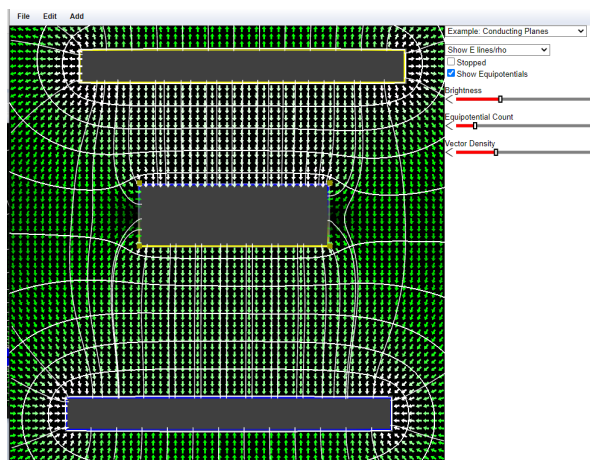 File Edit Add
Example: Conducting Planes
Show E lines/rho
Stopped
Show Equipotentials
Brightness
Equipotential Count
Vector Density